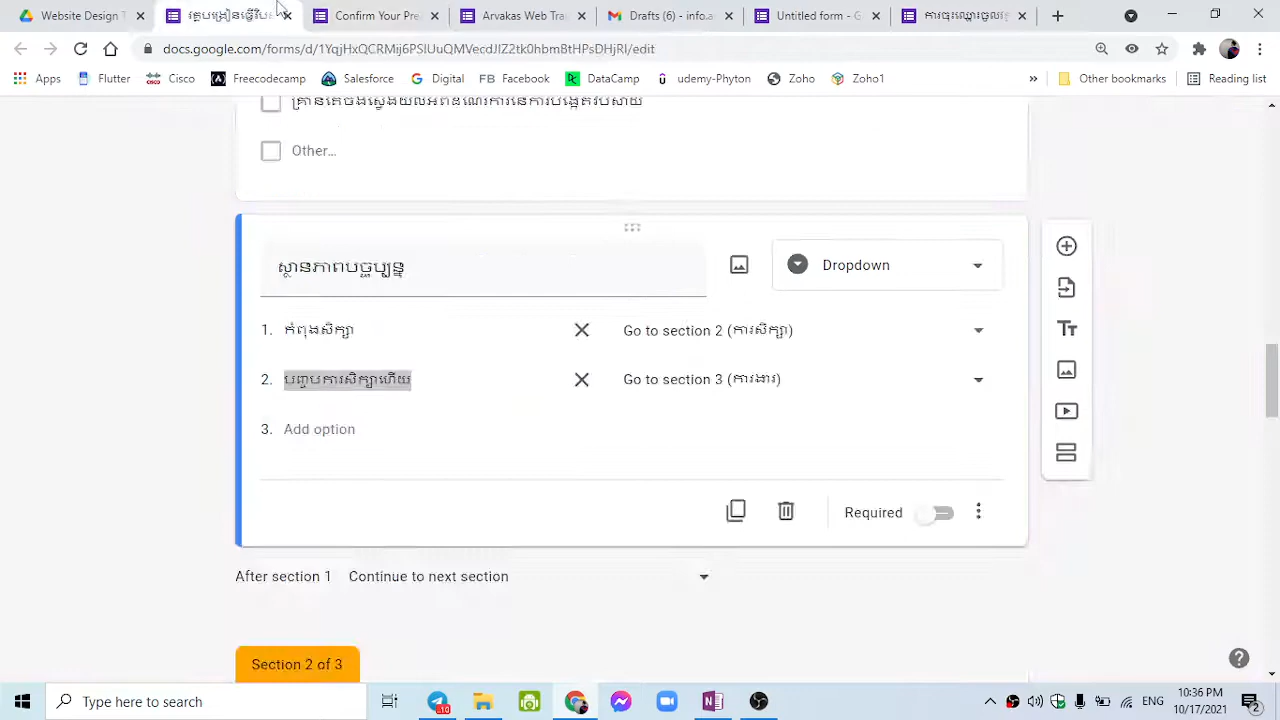 Website Design T
Confirm Your Pre
Arvakas Web Tra
Drafts (6) - info.a
Untitled form - G
docs.google.com/forms/d/1YqjHxQCRMij6PSIUuQMVecdJIZ2tk0hbmBtHPsDHjRI/edit
Apps
Flutter
Cisco
Freecodecamp
Salesforce
Digital
Facebook
DataCamp
udemy-Phyton
Zoho
Zoho1
»
Other bookmarks
Reading list
Other...
ស្ថានភាពបច្ចុប្បន្ន
Dropdown
1. កំពុងសិក្សា
Go to section 2 (ការសិក្សា)
2. បញ្ចប់ការសិក្សាហើយ
Go to section 3 (ការងារ)
3. Add option
Required
After section 1 Continue to next section
Section 2 of 3
Type here to search
10:36 PM
10/17/2021